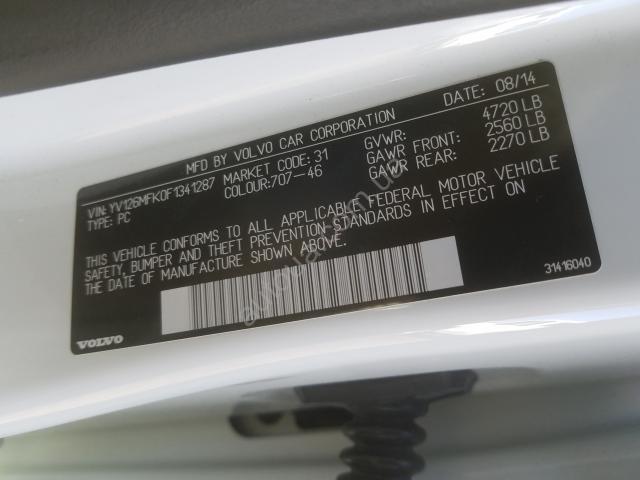 MFD BY VOLVO CAR CORPORATION DATE: 08/14
VIN: YV126MFK0F1341287 MARKET CODE: 31 GVWR: 4720 LB
TYPE: PC COLOUR:707-46 GAWR FRONT: 2560 LB
GAWR REAR: 2270 LB
THIS VEHICLE CONFORMS TO ALL APPLICABLE FEDERAL MOTOR VEHICLE
SAFETY, BUMPER AND THEFT PREVENTION STANDARDS IN EFFECT ON THE
DATE OF MANUFACTURE SHOWN ABOVE.
31416040
VOLVO